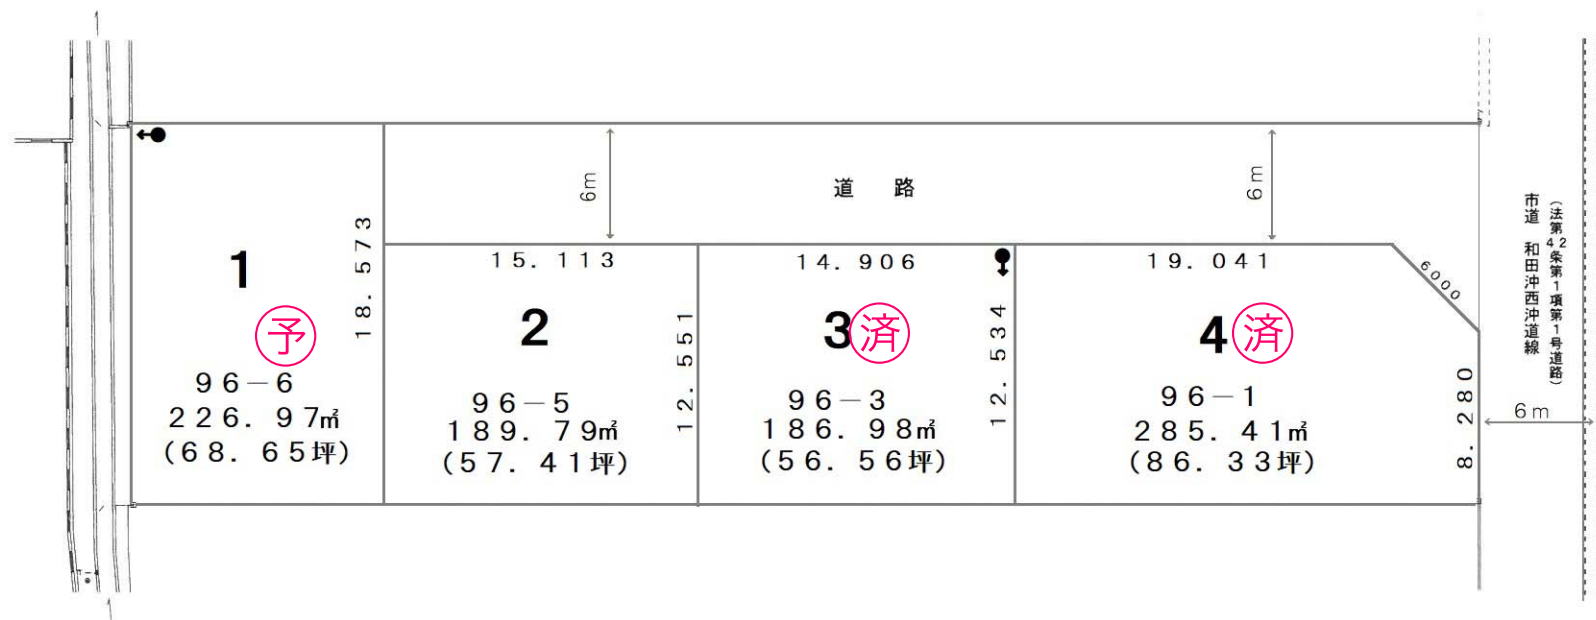 道 路
6m
6m
1
予
18.573
96-6
226.97㎡
(68.65坪)
15.113
2
12.551
96-5
189.79㎡
(57.41坪)
14.906
3
済
12.534
96-3
186.98㎡
(56.56坪)
19.041
6000
4
済
96-1
285.41㎡
(86.33坪)
8.280
6m
市道 和田沖西沖道線
(法第42条第1項第1号道路)